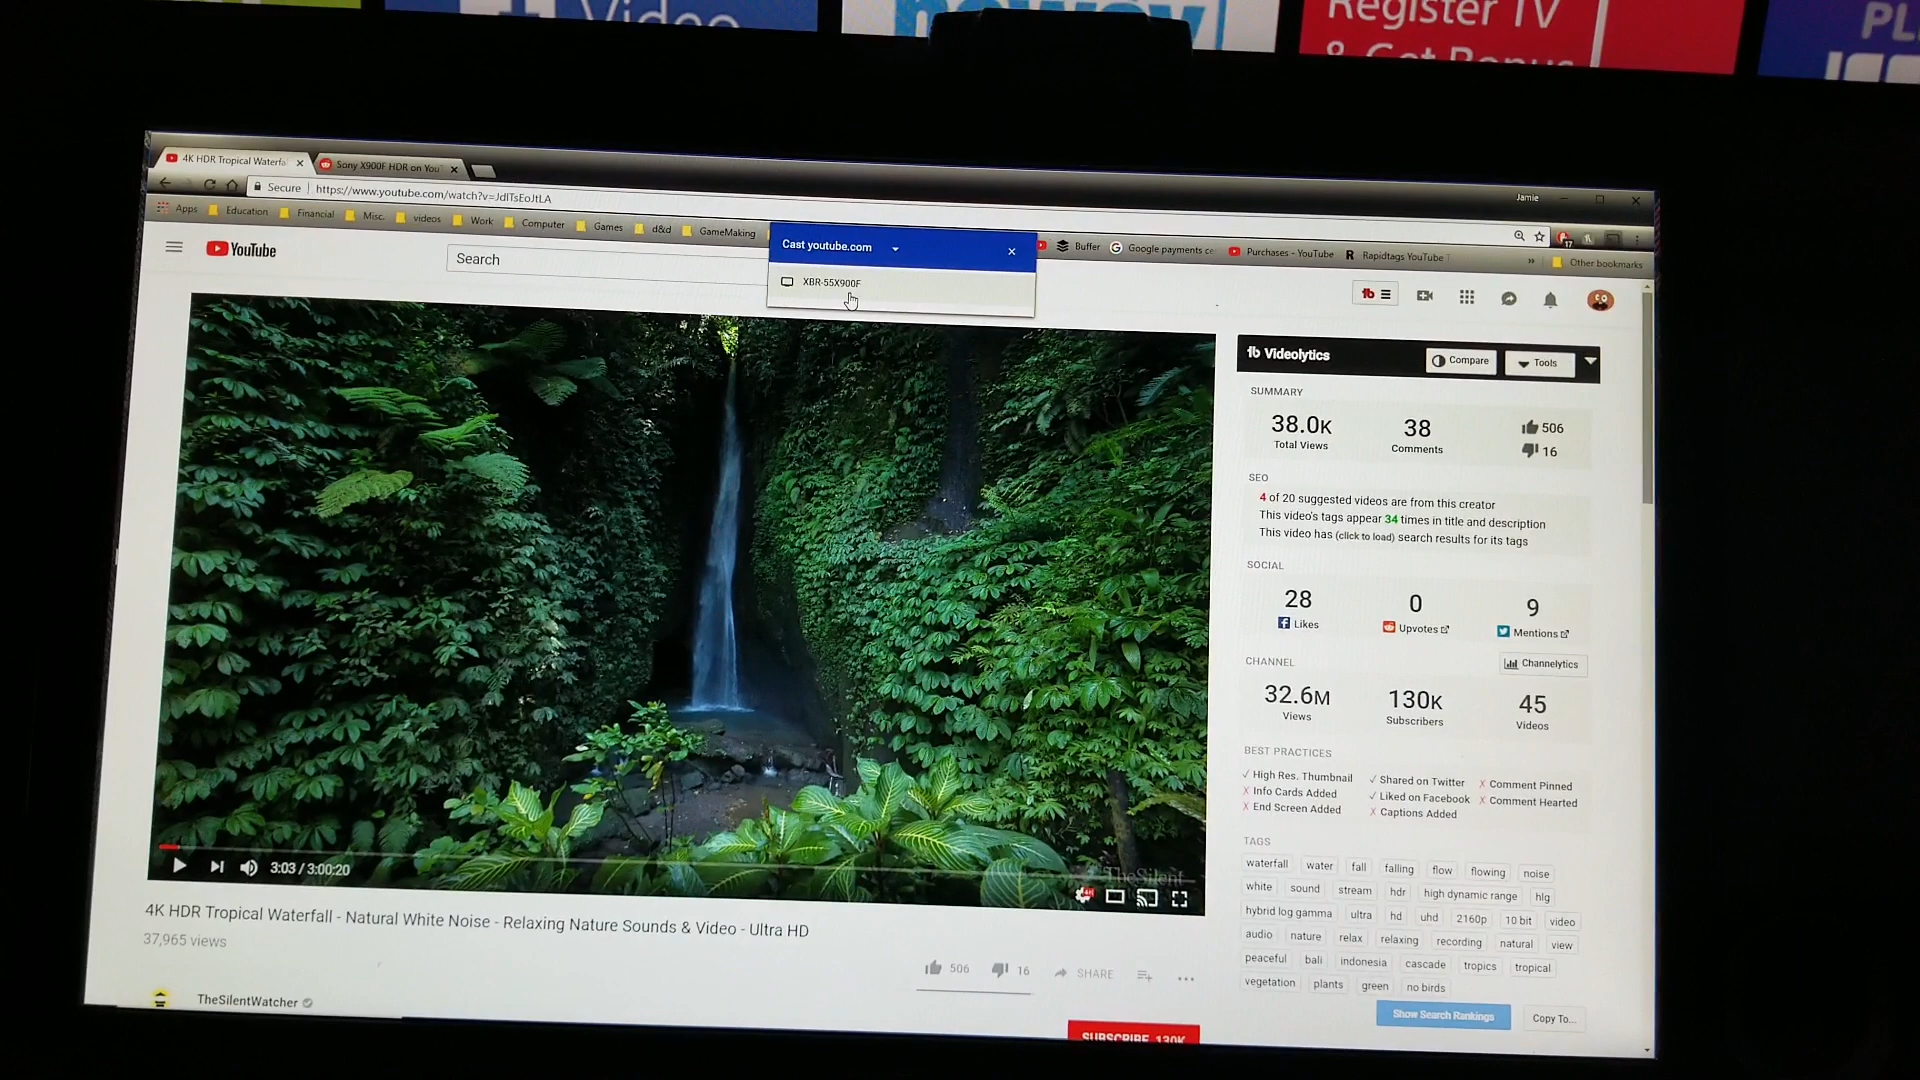 Video
Register TV
& Get Bonus
4K HDR Tropical Waterfa
Sony X900F HDR on You
Jamie
Secure
https://www.youtube.com/watch?v=JdlTsEoJtLA
Apps
Education
Financial
Misc.
videos
Work
Computer
Games
d&d
GameMaking
Buffer
Google payments ce
Purchases - YouTube
Rapidtags YouTube T
»
Other bookmarks
17
Cast youtube.com
XBR-55X900F
YouTube
Search
tb
tb Videolytics
Compare
Tools
SUMMARY
38.0K
Total Views
38
Comments
506
16
SEO
4 of 20 suggested videos are from this creator
This video's tags appear 34 times in title and description
This video has (click to load) search results for its tags
SOCIAL
28
Likes
0
Upvotes
9
Mentions
Channelytics
CHANNEL
32.6M
Views
130K
Subscribers
45
Videos
BEST PRACTICES
✓ High Res. Thumbnail
✓ Shared on Twitter
X Comment Pinned
X Info Cards Added
✓ Liked on Facebook
X Comment Hearted
X End Screen Added
X Captions Added
TAGS
waterfall water fall falling flow flowing noise
white sound stream hdr high dynamic range hlg
hybrid log gamma ultra hd uhd 2160p 10 bit video
audio nature relax relaxing recording natural view
peaceful bali indonesia cascade tropics tropical
vegetation plants green no birds
Show Search Rankings
Copy To...
3:03 / 3:00:20
TheSilent
4K HDR Tropical Waterfall - Natural White Noise - Relaxing Nature Sounds & Video - Ultra HD
37,965 views
506
16
SHARE
TheSilentWatcher
SUBSCRIBE 130K